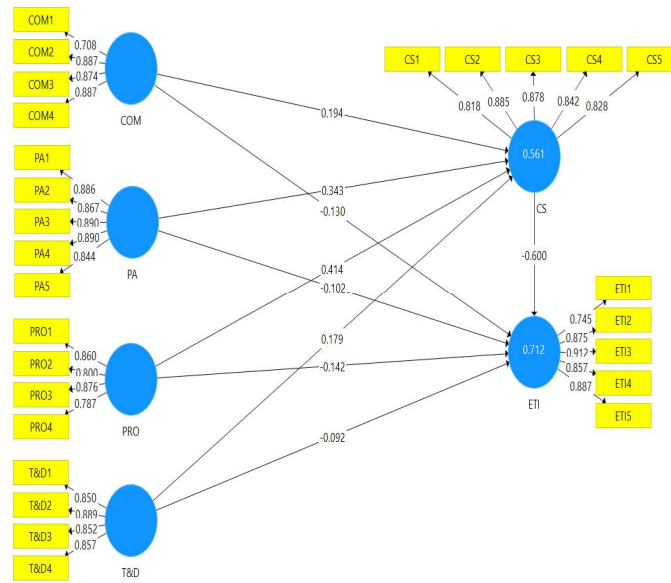 COM1
COM2
COM3
COM4
0.708
0.887
0.874
0.887
COM
PA1
PA2
PA3
PA4
PA5
0.886
0.867
0.890
0.890
0.844
PA
PRO1
PRO2
PRO3
PRO4
0.860
0.800
0.876
0.787
PRO
T&D1
T&D2
T&D3
T&D4
0.850
0.889
0.852
0.857
T&D
0.194
0.343
-0.130
0.414
-0.102
0.179
-0.142
-0.092
CS1 CS2 CS3 CS4 CS5
0.818 0.885 0.878 0.842 0.828
0.561
CS
-0.600
0.712
ETI
0.745
0.875
0.912
0.857
0.887
ETI1
ETI2
ETI3
ETI4
ETI5